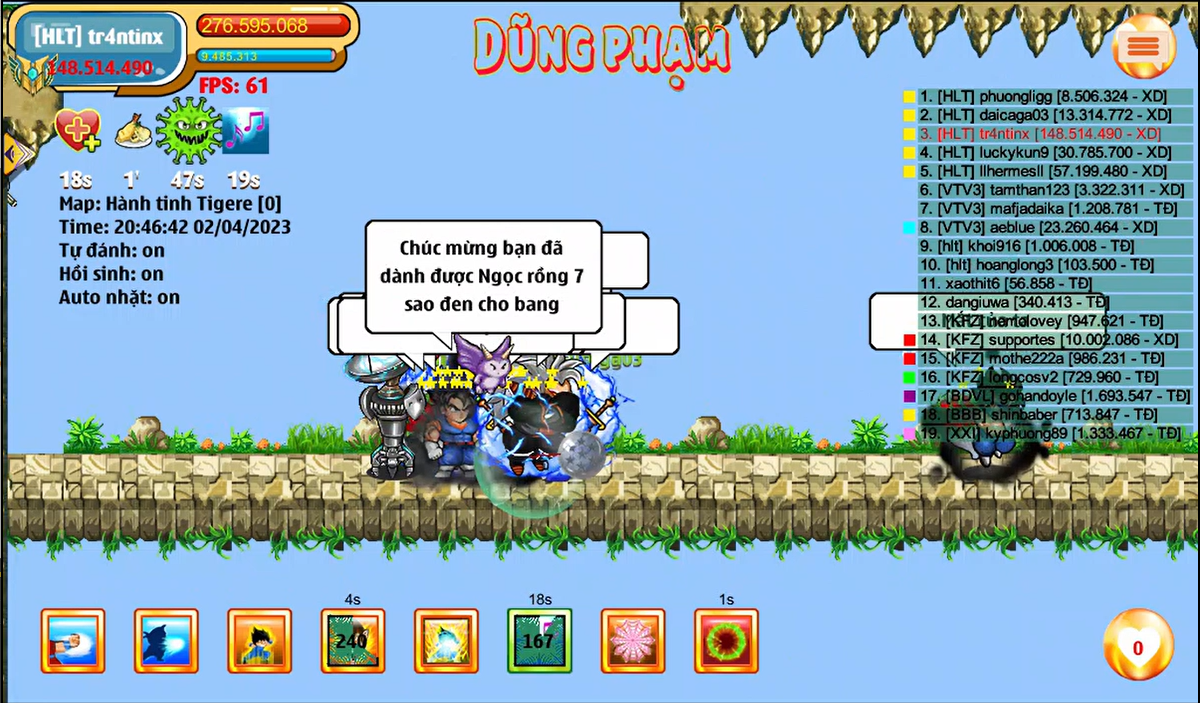 [HLT] tr4ntinx
148.514.490
276.595.068
9.485.313
FPS: 61
DŨNG PHẠM
18s 1' 47s 19s
Map: Hành tinh Tigere [0]
Time: 20:46:42 02/04/2023
Tự đánh: on
Hồi sinh: on
Auto nhặt: on
Chúc mừng bạn đã
dành được Ngọc rồng 7
sao đen cho bang
1. [HLT] phuongligg [8.506.324 - XD]
2. [HLT] daicaga03 [13.314.772 - XD]
3. [HLT] tr4ntinx [148.514.490 - XD]
4. [HLT] luckykun9 [30.785.700 - XD]
5. [HLT] llhermesll [57.199.480 - XD]
6. [VTV3] tamthan123 [3.322.311 - XD]
7. [VTV3] mafjadaika [1.208.781 - TĐ]
8. [VTV3] aeblue [23.260.464 - XD]
9. [hlt] khoi916 [1.006.008 - TĐ]
10. [hlt] hoanglong3 [103.500 - TĐ]
11. xaothit6 [56.858 - TĐ]
12. dangiuwa [340.413 - TĐ]
13. [KFZ] [947.621 - TĐ]
14. [KFZ] supportes [10.002.086 - XD]
15. [KFZ] mothe222a [986.231 - TĐ]
16. [KFZ] longcosv2 [729.960 - TĐ]
17. [BDVL] gohandoyle [1.693.547 - TĐ]
18. [BBB] shinbaber [713.847 - TĐ]
19. [XXI] kyphuong89 [1.333.467 - TĐ]
4s 18s 1s
240 167
0